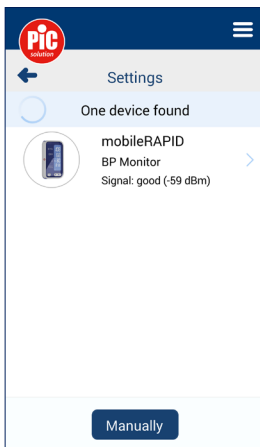 PiC
solution
Settings
One device found
mobileRAPID
BP Monitor
Signal: good (-59 dBm)
Manually